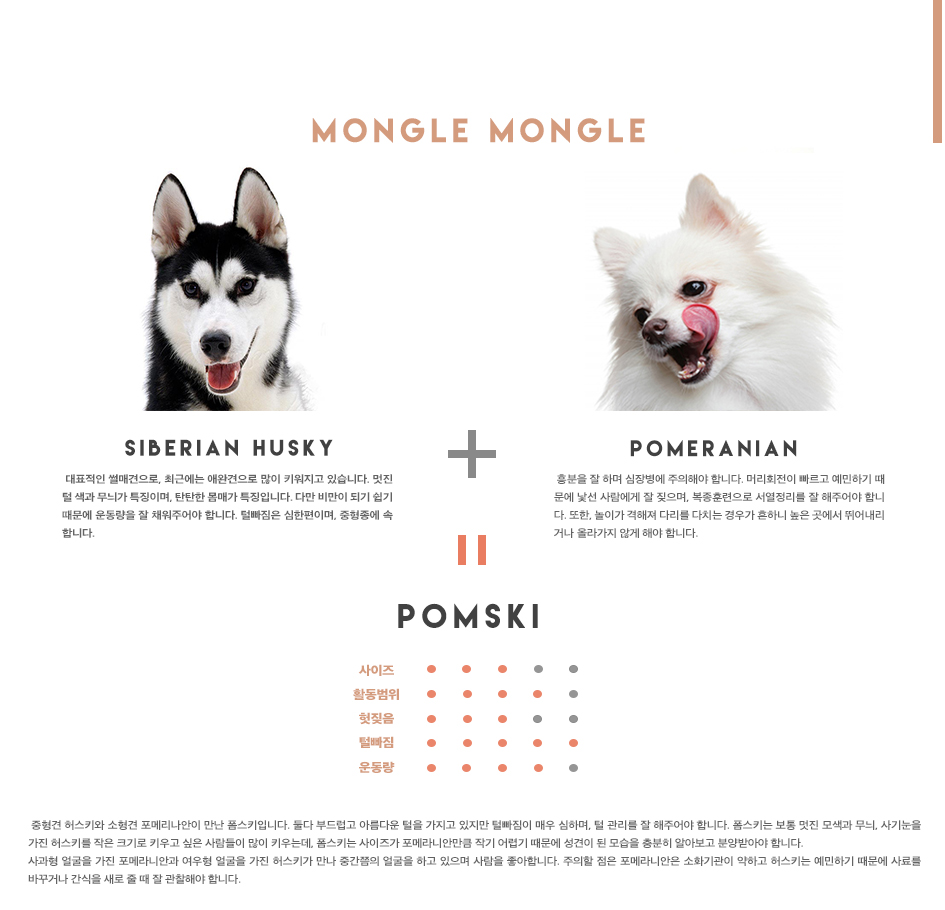 MONGLE MONGLE
SIBERIAN HUSKY
대표적인 썰매견으로, 최근에는 애완견으로 많이 키워지고 있습니다. 멋진
털 색과 무늬가 특징이며, 탄탄한 몸매가 특징입니다. 다만 비만이 되기 쉽기
때문에 운동량을 잘 채워주어야 합니다. 털빠짐은 심한편이며, 중형종에 속
합니다.
POMERANIAN
흥분을 잘 하며 심장병에 주의해야 합니다. 머리회전이 빠르고 예민하기 때
문에 낯선 사람에게 잘 짖으며, 복종훈련으로 서열정리를 잘 해주어야 합니
다. 또한, 놀이가 격해져 다리를 다치는 경우가 흔하니 높은 곳에서 뛰어내리
거나 올라가지 않게 해야 합니다.
POMSKI
사이즈
활동범위
헛짖음
털빠짐
운동량
중형견 허스키와 소형견 포메리나안이 만난 폼스키입니다. 둘다 부드럽고 아름다운 털을 가지고 있지만 털빠짐이 매우 심하며, 털 관리를 잘 해주어야 합니다. 폼스키는 보통 멋진 모색과 무늬, 사기눈을
가진 허스키를 작은 크기로 키우고 싶은 사람들이 많이 키우는데, 폼스키는 사이즈가 포메라니안만큼 작기 어렵기 때문에 성견이 된 모습을 충분히 알아보고 분양받아야 합니다.
사과형 얼굴을 가진 포메라니안과 여우형 얼굴을 가진 허스키가 만나 중간쯤의 얼굴을 하고 있으며 사람을 좋아합니다. 주의할 점은 포메라니안은 소화기관이 약하고 허스키는 예민하기 때문에 사료를
바꾸거나 간식을 새로 줄 때 잘 관찰해야 합니다.